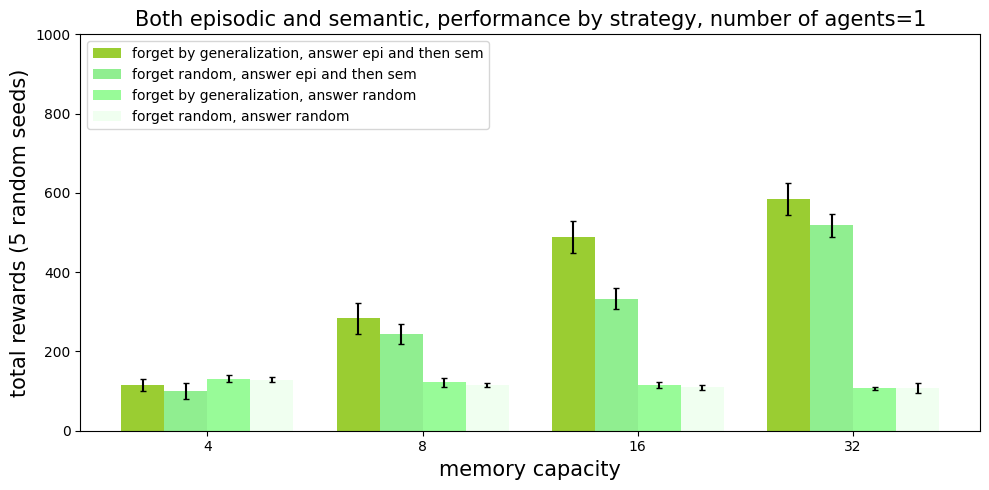 Both episodic and semantic, performance by strategy, number of agents=1
total rewards (5 random seeds)
1000
800
600
400
200
0
forget by generalization, answer epi and then sem
forget random, answer epi and then sem
forget by generalization, answer random
forget random, answer random
4
8
16
32
memory capacity